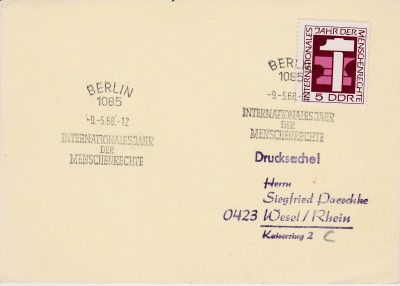 INTERNATIONALES JAHR DER MENSCHENRECHTE
5 DDR
BERLIN
1085
-9.-5.68.-12
INTERNATIONALES JAHR
DER
MENSCHENRECHTE
BERLIN
1085
-9.-5.68.-
INTERNATIONALES JAHR
DER
MENSCHENRECHTE
Drucksache!
Herrn
Siegfried Paeschke
0423 Wesel/Rhein
Kaiserring 2 C